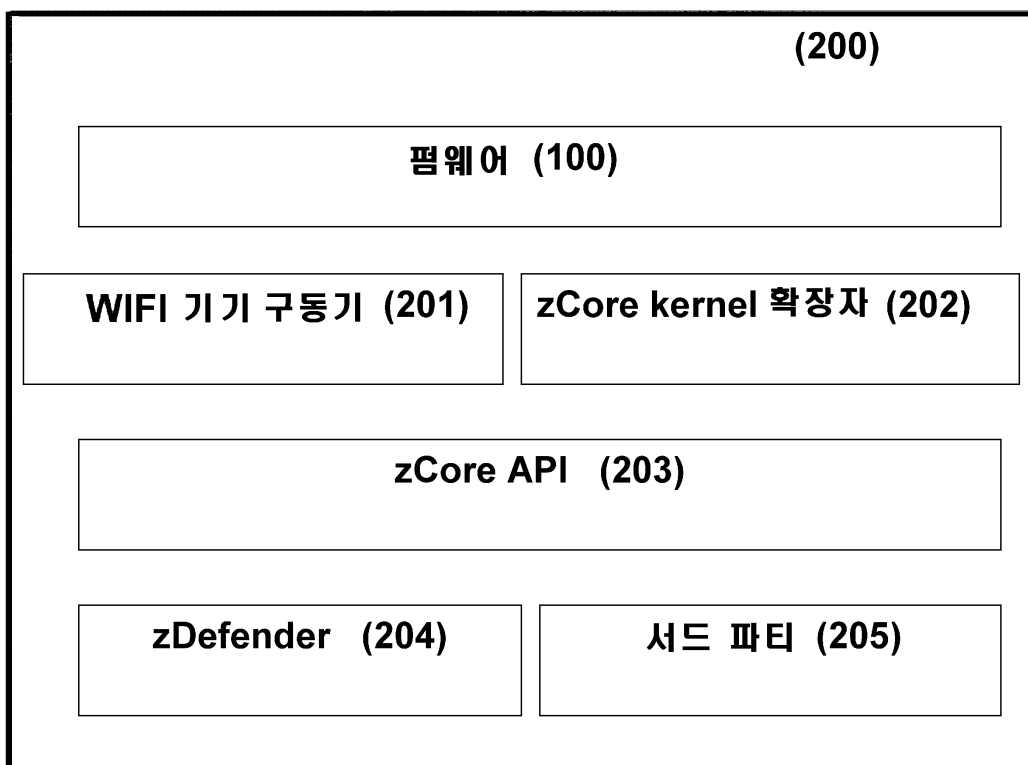 (200)
펌웨어 (100)
WIFI 기기 구동기 (201)
zCore kernel 확장자 (202)
zCore API (203)
zDefender (204)
서드 파티 (205)